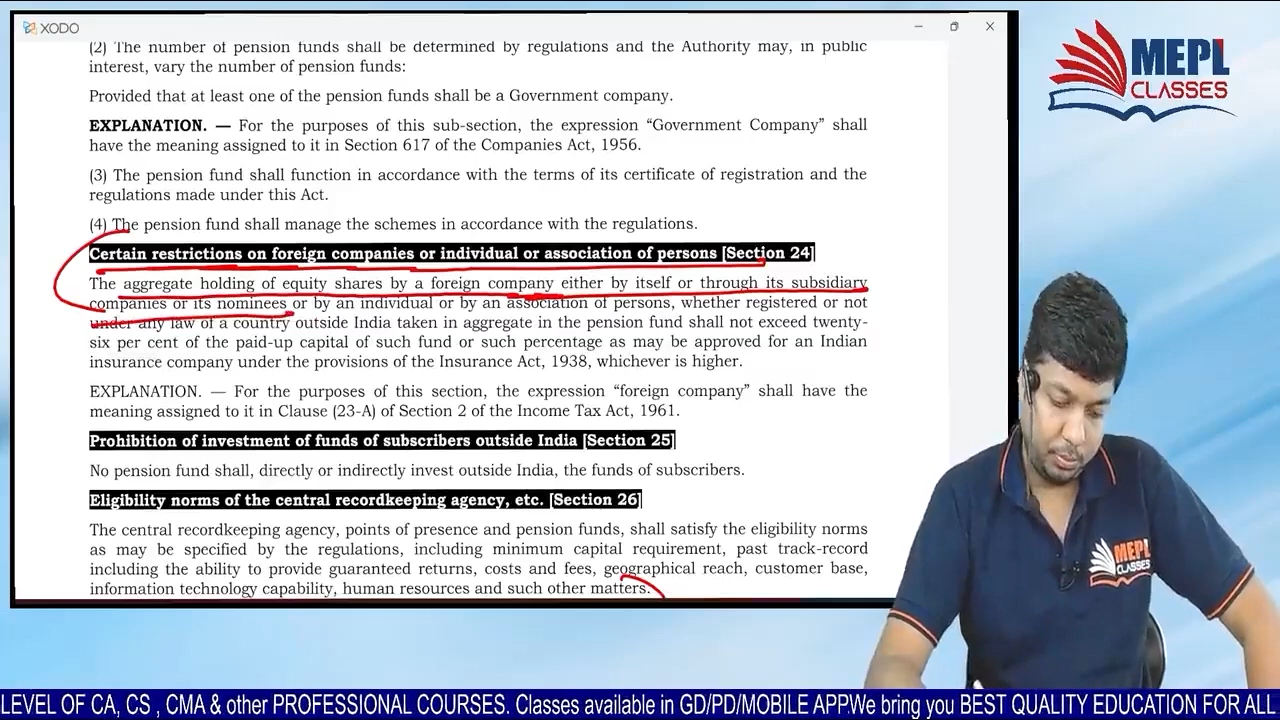 XODO
(2) The number of pension funds shall be determined by regulations and the Authority may, in public
interest, vary the number of pension funds:
Provided that at least one of the pension funds shall be a Government company.
EXPLANATION. — For the purposes of this sub-section, the expression “Government Company” shall
have the meaning assigned to it in Section 617 of the Companies Act, 1956.
(3) The pension fund shall function in accordance with the terms of its certificate of registration and the
regulations made under this Act.
(4) The pension fund shall manage the schemes in accordance with the regulations.
Certain restrictions on foreign companies or individual or association of persons [Section 24]
The aggregate holding of equity shares by a foreign company either by itself or through its subsidiary
companies or its nominees or by an individual or by an association of persons, whether registered or not
under any law of a country outside India taken in aggregate in the pension fund shall not exceed twenty-
six per cent of the paid-up capital of such fund or such percentage as may be approved for an Indian
insurance company under the provisions of the Insurance Act, 1938, whichever is higher.
EXPLANATION. — For the purposes of this section, the expression “foreign company” shall have the
meaning assigned to it in Clause (23-A) of Section 2 of the Income Tax Act, 1961.
Prohibition of investment of funds of subscribers outside India [Section 25]
No pension fund shall, directly or indirectly invest outside India, the funds of subscribers.
Eligibility norms of the central recordkeeping agency, etc. [Section 26]
The central recordkeeping agency, points of presence and pension funds, shall satisfy the eligibility norms
as may be specified by the regulations, including minimum capital requirement, past track-record
including the ability to provide guaranteed returns, costs and fees, geographical reach, customer base,
information technology capability, human resources and such other matters.
MEPL
CLASSES
MEPL
CLASSES
LEVEL OF CA, CS , CMA & other PROFESSIONAL COURSES. Classes available in GD/PD/MOBILE APP.We bring you BEST QUALITY EDUCATION FOR ALL